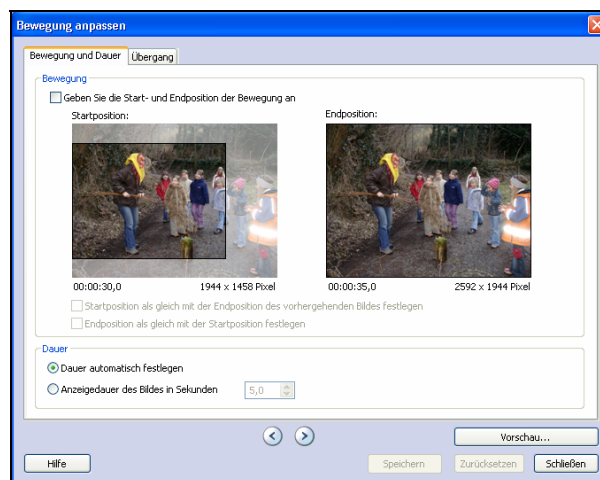 Bewegung anpassen
Bewegung und Dauer Übergang
Bewegung
Geben Sie die Start- und Endposition der Bewegung an
Startposition: Endposition:
00:00:30,0 1944 x 1458 Pixel 00:00:35,0 2592 x 1944 Pixel
Startposition als gleich mit der Endposition des vorhergehenden Bildes festlegen
Endposition als gleich mit der Startposition festlegen
Dauer
Dauer automatisch festlegen
Anzeigedauer des Bildes in Sekunden 5,0
Vorschau...
Hilfe Speichern Zurücksetzen Schließen